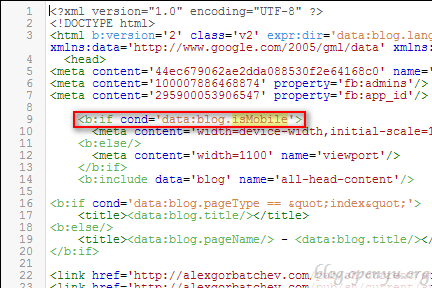 1 <?xml version="1.0" encoding="UTF-8" ?>
2 <!DOCTYPE html>
3 <html b:version='2' class='v2' expr:dir='data:blog.lang
xmlns:data='http://www.google.com/2005/gml/data' xmlns:
4 <head>
5 <meta content='44ec679062ae2dda088530f2e64168c0' name='
6 <meta content='100007886468874' property='fb:admins'/>
7 <meta content='295900053906547' property='fb:app_id'/>
8
9 <b:if cond='data:blog.isMobile'>
10 <meta content='width=device-width,initial-scale=1
11 <b:else/>
12 <meta content='width=1100' name='viewport'/>
13 </b:if>
14 <b:include data='blog' name='all-head-content'/>
15
16 <b:if cond='data:blog.pageType == &quot;index&quot;'>
17 <title><data:blog.title/></title>
18 <b:else/>
19 <title><data:blog.pageName/> - <data:blog.title/></
20 </b:if>
21
22 <link href='http://alexgorbatchev.com/
23 <link href='http://alexgorbatchev.com/
blog.openyu.org